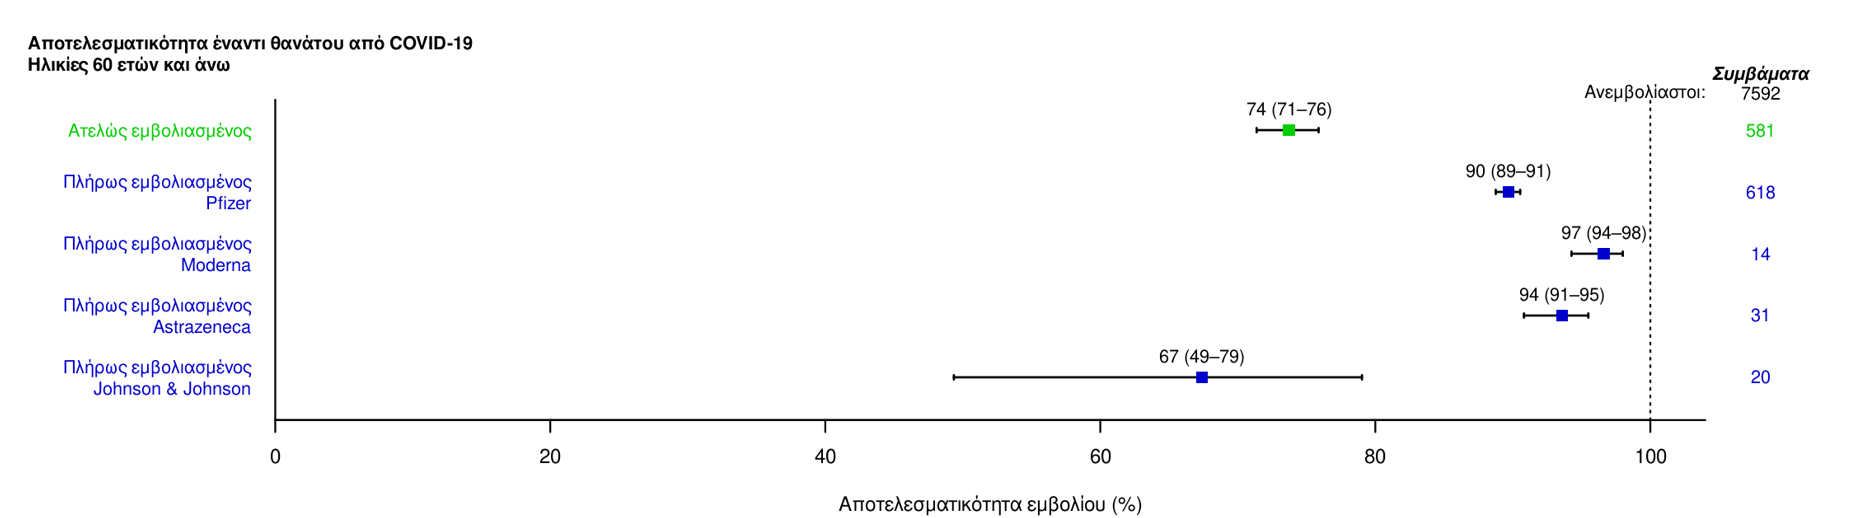 Αποτελεσματικότητα έναντι θανάτου από COVID-19
Ηλικίες 60 ετών και άνω
Συμβάματα
Ανεμβολίαστοι: 7592
Ατελώς εμβολιασμένος 74 (71–76) 581
Πλήρως εμβολιασμένος
Pfizer 90 (89–91) 618
Πλήρως εμβολιασμένος
Moderna 97 (94–98) 14
Πλήρως εμβολιασμένος
Astrazeneca 94 (91–95) 31
Πλήρως εμβολιασμένος
Johnson & Johnson 67 (49–79) 20
0 20 40 60 80 100
Αποτελεσματικότητα εμβολίου (%)